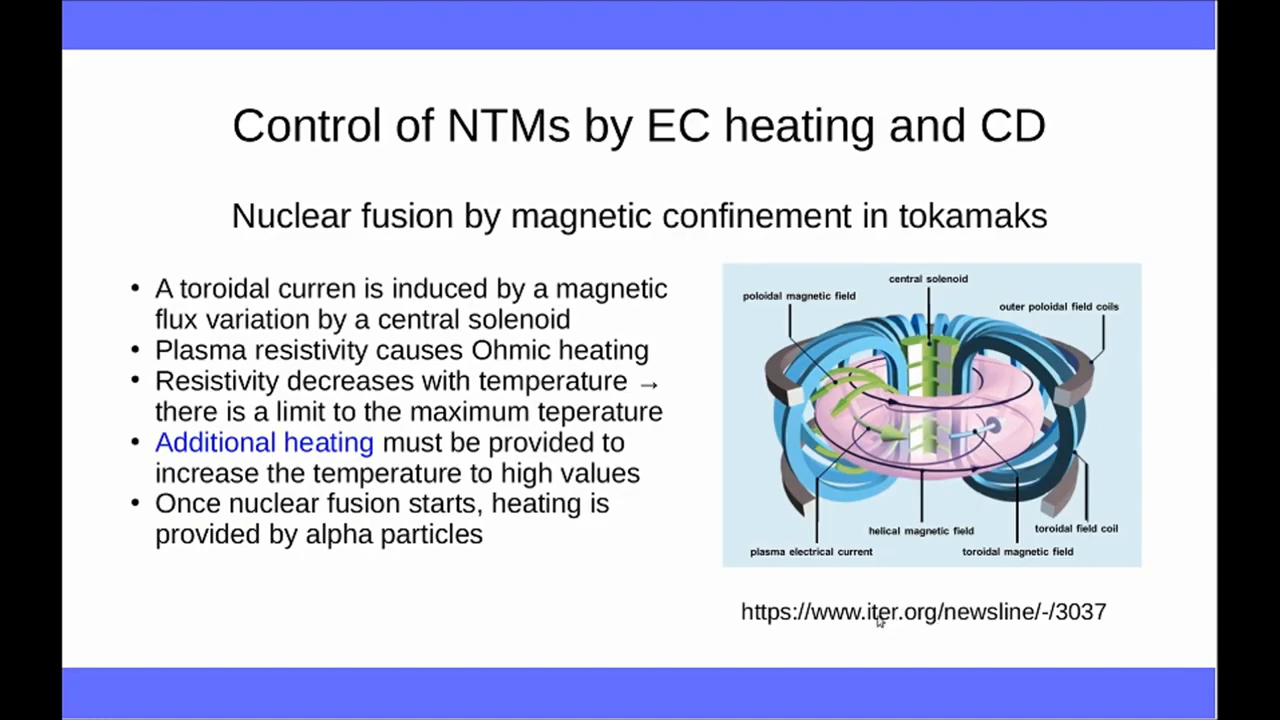 Control of NTMs by EC heating and CD
Nuclear fusion by magnetic confinement in tokamaks
• A toroidal curren is induced by a magnetic
flux variation by a central solenoid
• Plasma resistivity causes Ohmic heating
• Resistivity decreases with temperature →
there is a limit to the maximum teperature
• Additional heating must be provided to
increase the temperature to high values
• Once nuclear fusion starts, heating is
provided by alpha particles
central solenoid
poloidal magnetic field
outer poloidal field coils
helical magnetic field
toroidal field coil
plasma electrical current
toroidal magnetic field
https://www.iter.org/newsline/-/3037